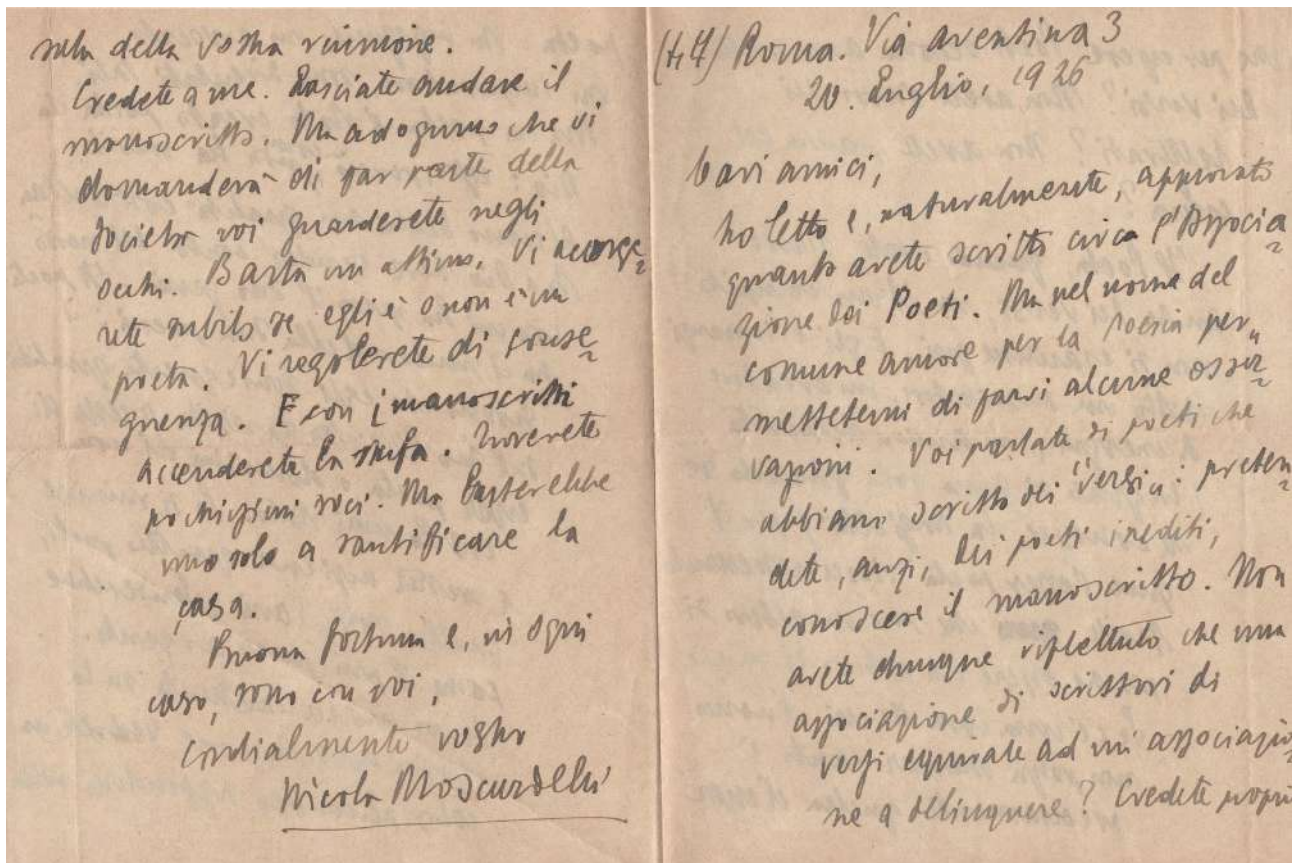 sala della vostra riunione.
Credete a me. Lasciate andare il
manoscritto. Ma ad ognuno che vi
domanderà di far parte della
società voi guarderete negli
occhi. Basta un attimo. Vi accorge=
rete subito se egli è o non è un
poeta. Vi regolerete di conse=
guenza. E con i manoscritti
accenderete la stufa. Troverete
pochissimi soci. Ma basterebbe
uno solo a santificare la
casa.
Buona fortuna e, in ogni
caso, sono con voi,
cordialmente vostro
Nicola Moscardelli
Roma. Via Aventina 3
20. Luglio, 1926
Cari amici,
ho letto e, naturalmente, approvato
quanto avete scritto circa l'Associa=
zione dei Poeti. Ma nel nome del
comune amore per la poesia per=
mettetemi di farvi alcune osser=
vazioni. Voi parlate di poeti che
abbiano scritto dei versi: preten=
dete, anzi, dei poeti inediti,
conoscere il manoscritto. Non
avete dunque riflettuto che una
associazione di scrittori di
versi equivale ad un'associazio=
ne a delinquere? Credete propri